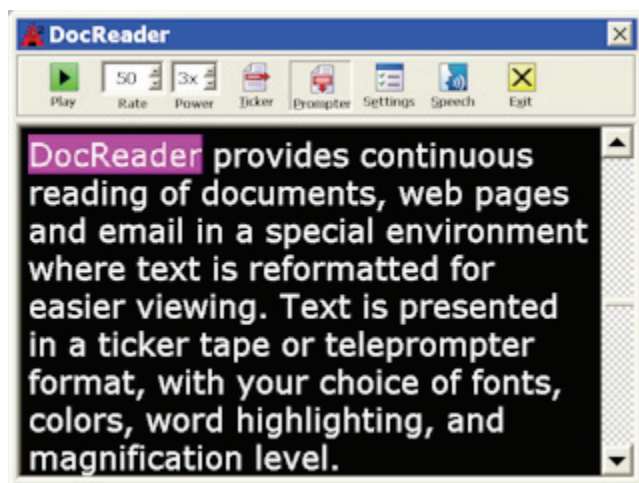 DocReader
50 3x
Play Rate Power Ticker Prompter Settings Speech Exit
DocReader provides continuous
reading of documents, web pages
and email in a special environment
where text is reformatted for
easier viewing. Text is presented
in a ticker tape or teleprompter
format, with your choice of fonts,
colors, word highlighting, and
magnification level.